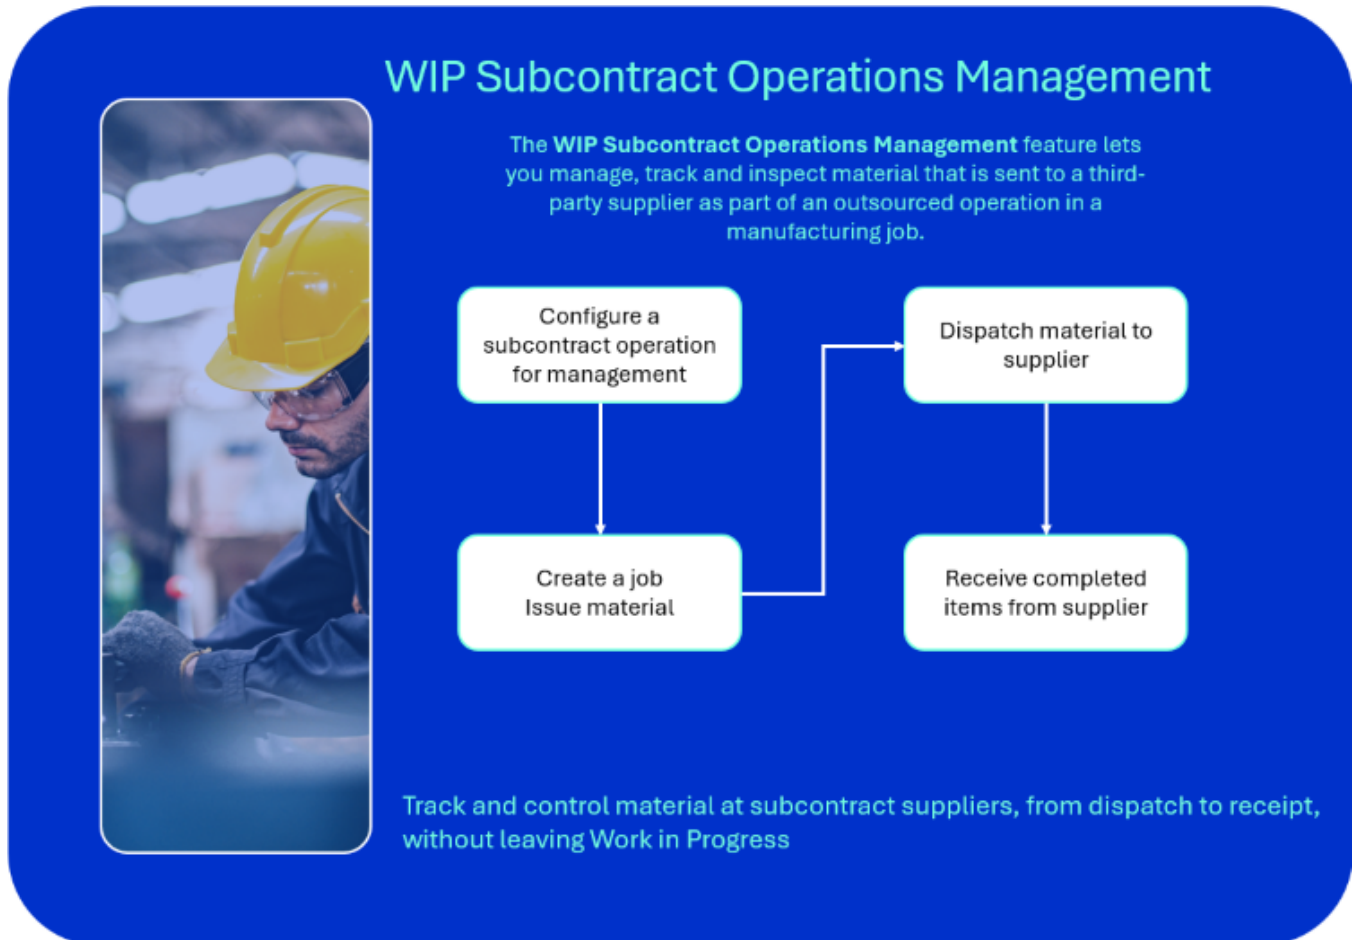 WIP Subcontract Operations Management
The WIP Subcontract Operations Management feature lets
you manage, track and inspect material that is sent to a third-
party supplier as part of an outsourced operation in a
manufacturing job.
Configure a
subcontract operation
for management
Create a job
Issue material
Dispatch material to
supplier
Receive completed
items from supplier
Track and control material at subcontract suppliers, from dispatch to receipt,
without leaving Work in Progress